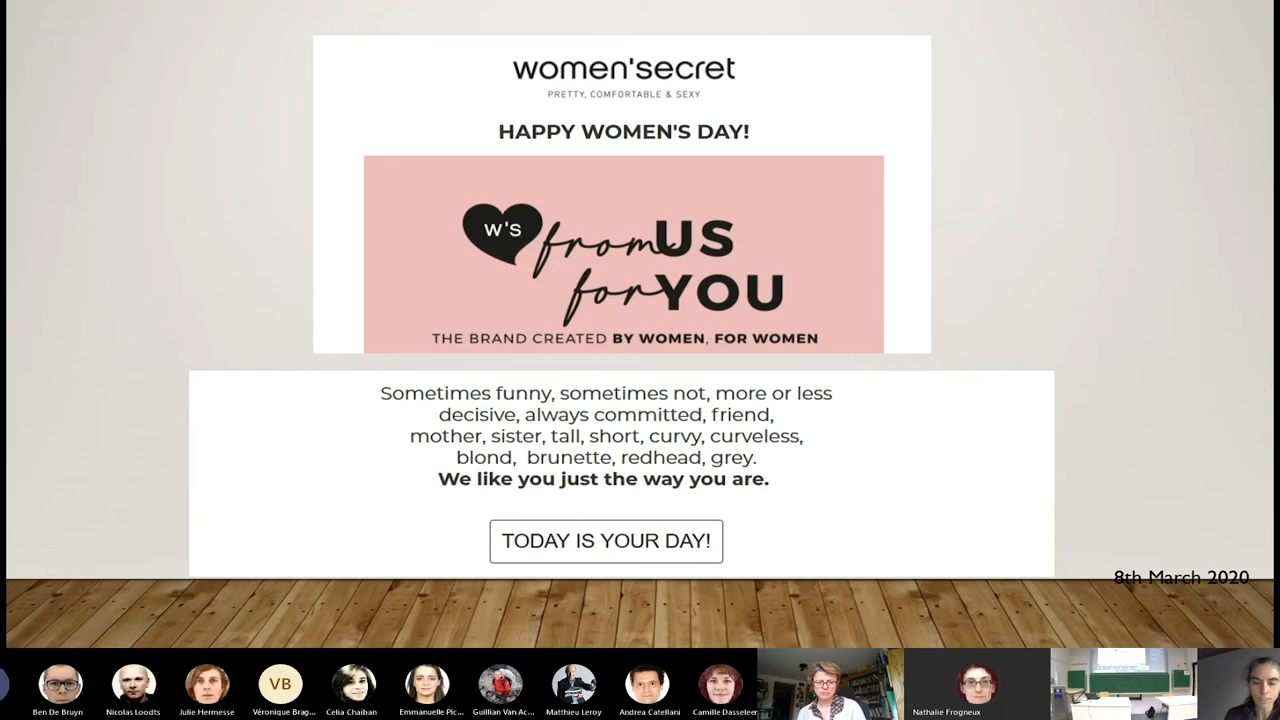 women'secret
PRETTY, COMFORTABLE & SEXY
HAPPY WOMEN'S DAY!
w's
from US
for YOU
THE BRAND CREATED BY WOMEN, FOR WOMEN
Sometimes funny, sometimes not, more or less
decisive, always committed, friend,
mother, sister, tall, short, curvy, curveless,
blond, brunette, redhead, grey.
We like you just the way you are.
TODAY IS YOUR DAY!
8th March 2020
VB
Ben De Bruyn
Nicolas Loodts
Julie Hermesse
Véronique Brag...
Celia Chaiban
Emmanuelle Pic...
Guillian Van Ac...
Matthieu Leroy
Andrea Catellani
Camille Dasseleer
Nathalie Frogneux